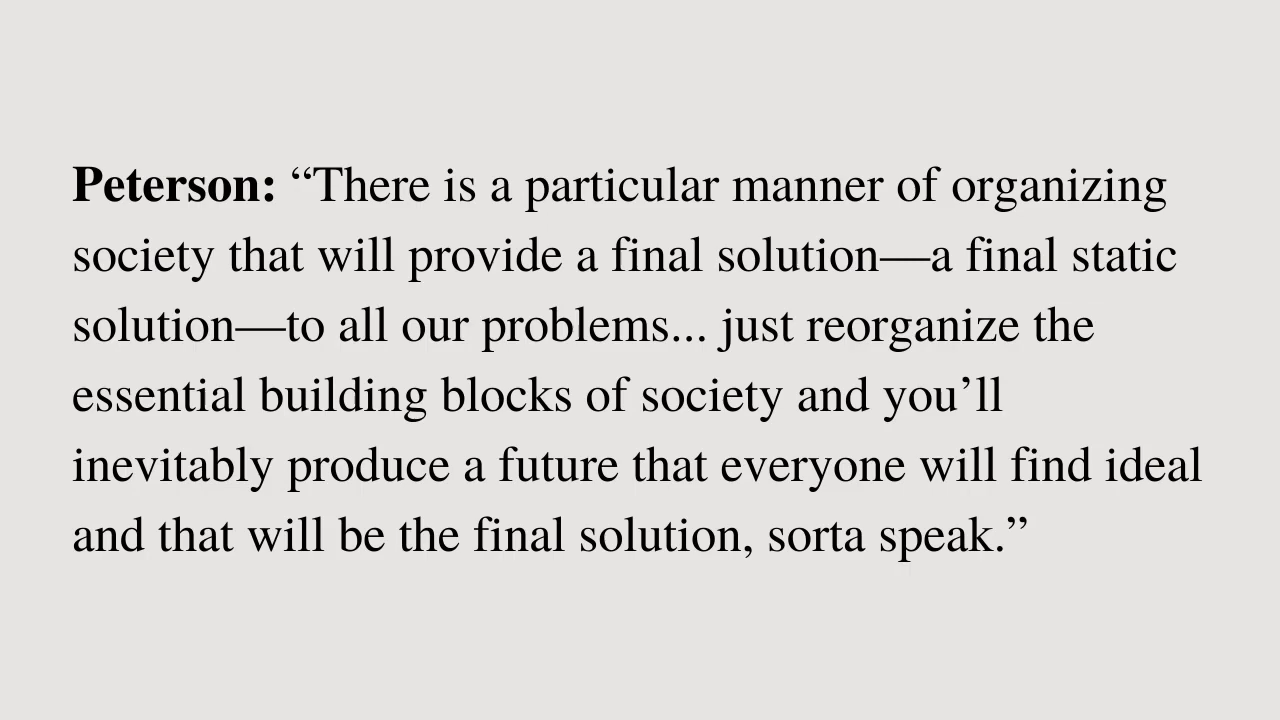 Peterson: “There is a particular manner of organizing
society that will provide a final solution—a final static
solution—to all our problems... just reorganize the
essential building blocks of society and you’ll
inevitably produce a future that everyone will find ideal
and that will be the final solution, sorta speak.”